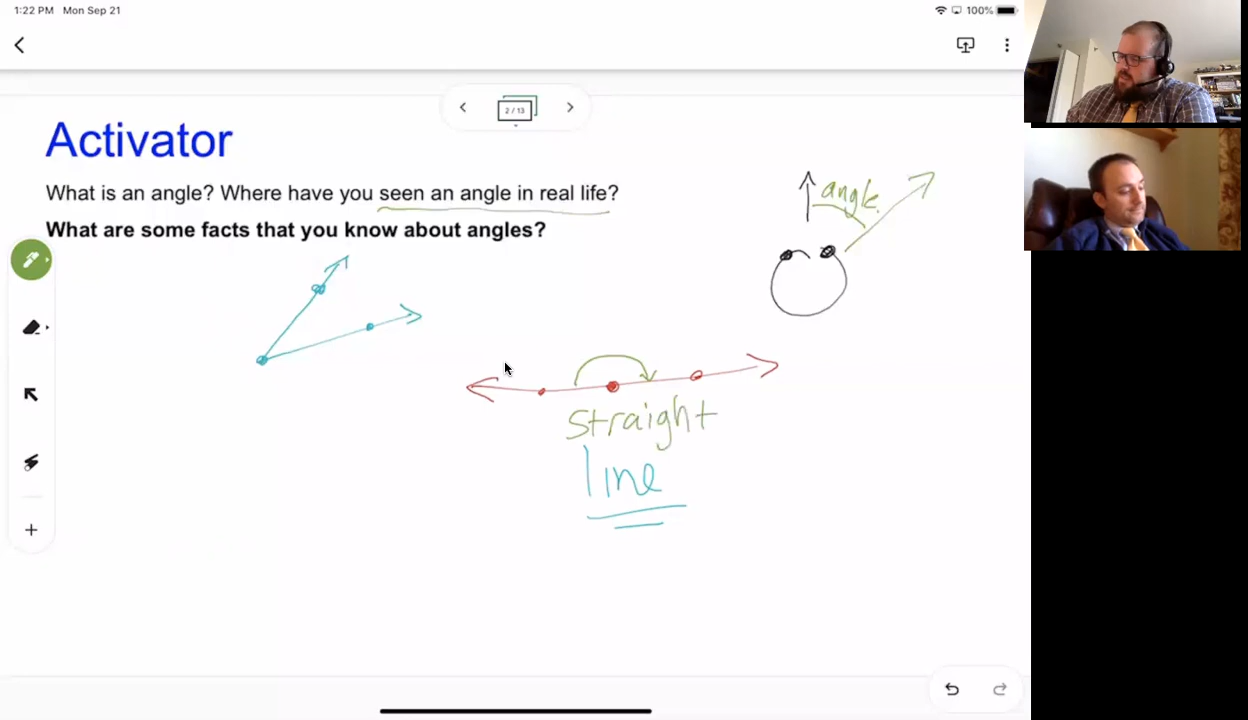 1:22 PM Mon Sep 21
100%
2 / 13
Activator
What is an angle? Where have you seen an angle in real life?
What are some facts that you know about angles?
angle
straight
line